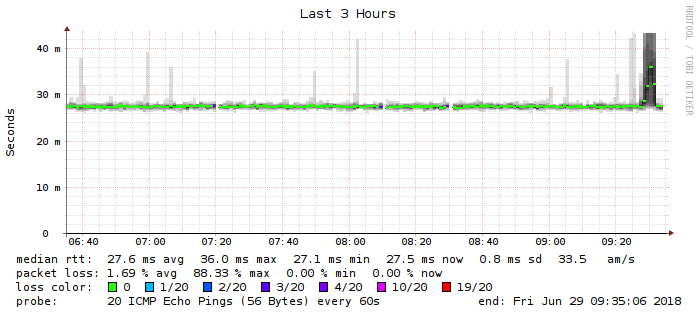 Last 3 Hours
RRDTOOL / TOBI OETIKER
Seconds
40 m
30 m
20 m
10 m
0
06:40 07:00 07:20 07:40 08:00 08:20 08:40 09:00 09:20
median rtt: 27.6 ms avg 36.0 ms max 27.1 ms min 27.5 ms now 0.8 ms sd 33.5 am/s
packet loss: 1.69 % avg 88.33 % max 0.00 % min 0.00 % now
loss color: 0 1/20 2/20 3/20 4/20 10/20 19/20
probe: 20 ICMP Echo Pings (56 Bytes) every 60s end: Fri Jun 29 09:35:06 2018